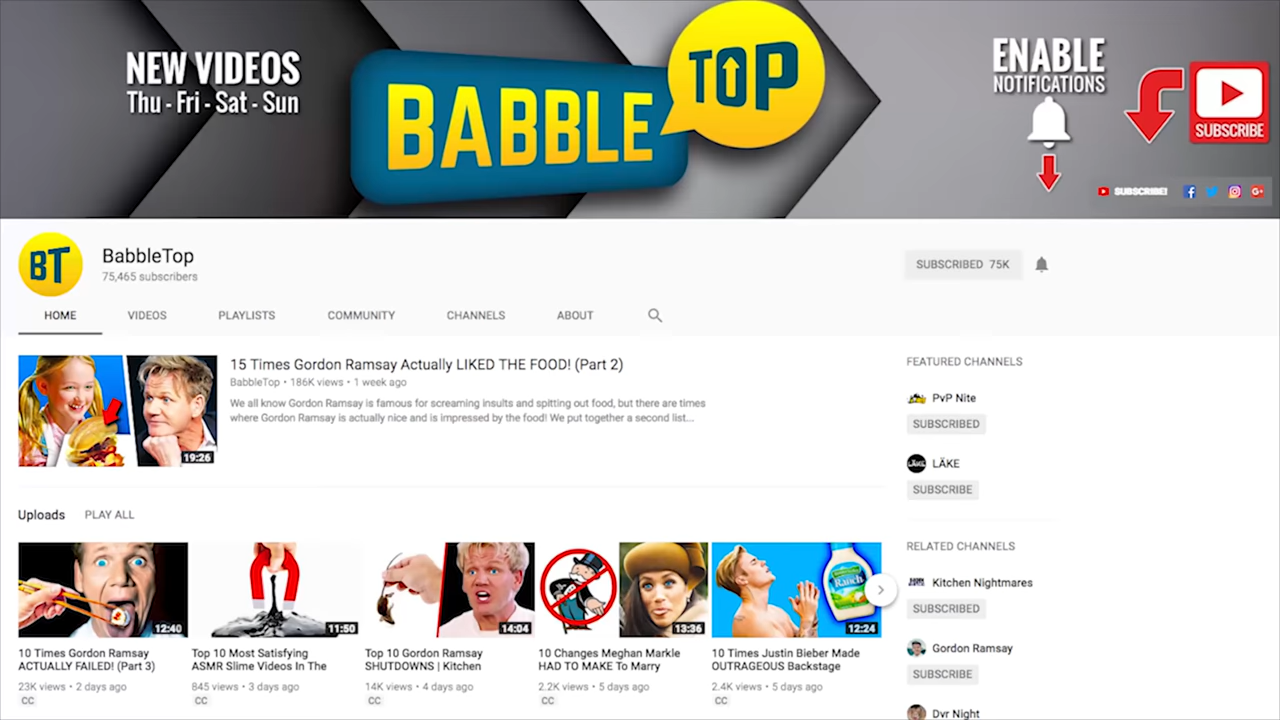 NEW VIDEOS
Thu - Fri - Sat - Sun
BABBLE
TOP
ENABLE
NOTIFICATIONS
SUBSCRIBE
SUBSCRIBE!
BT
BabbleTop
75,465 subscribers
SUBSCRIBED 75K
HOME VIDEOS PLAYLISTS COMMUNITY CHANNELS ABOUT
15 Times Gordon Ramsay Actually LIKED THE FOOD! (Part 2)
BabbleTop • 186K views • 1 week ago
We all know Gordon Ramsay is famous for screaming insults and spitting out food, but there are times
where Gordon Ramsay is actually nice and is impressed by the food! We put together a second list...
19:26
FEATURED CHANNELS
PvP Nite
SUBSCRIBED
LÄKE
SUBSCRIBE
Uploads PLAY ALL
12:40
10 Times Gordon Ramsay
ACTUALLY FAILED! (Part 3)
23K views • 2 days ago
CC
11:50
Top 10 Most Satisfying
ASMR Slime Videos In The
845 views • 3 days ago
CC
14:04
Top 10 Gordon Ramsay
SHUTDOWNS | Kitchen
14K views • 4 days ago
CC
13:36
10 Changes Meghan Markle
HAD TO MAKE To Marry
2.2K views • 5 days ago
CC
Ranch
12:24
10 Times Justin Bieber Made
OUTRAGEOUS Backstage
2.4K views • 5 days ago
CC
RELATED CHANNELS
Kitchen Nightmares
SUBSCRIBED
Gordon Ramsay
SUBSCRIBE
Dvr Night